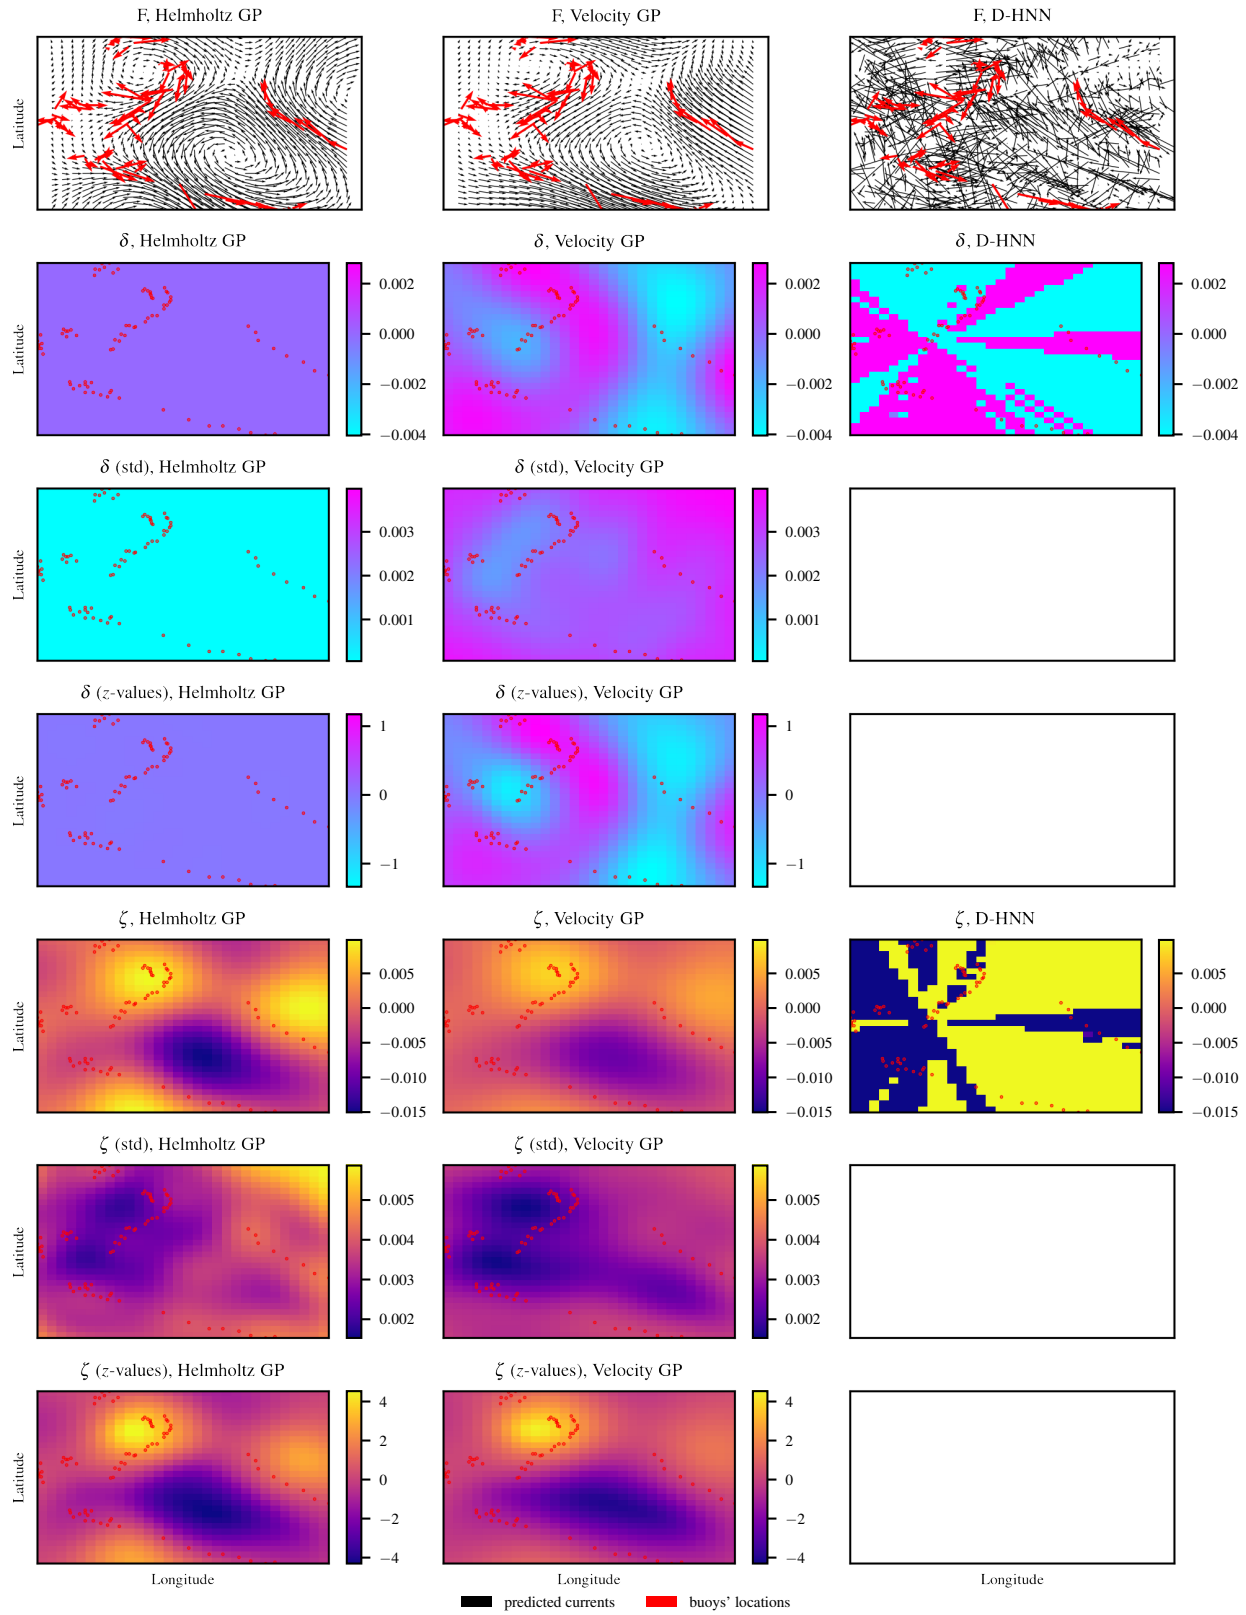 F, Helmholtz GP
F, Velocity GP
F, D-HNN
Latitude
δ, Helmholtz GP
δ, Velocity GP
δ, D-HNN
Latitude
0.002
0.000
−0.002
−0.004
0.002
0.000
−0.002
−0.004
0.002
0.000
−0.002
−0.004
δ (std), Helmholtz GP
δ (std), Velocity GP
Latitude
0.003
0.002
0.001
0.003
0.002
0.001
δ (z-values), Helmholtz GP
δ (z-values), Velocity GP
Latitude
1
0
−1
1
0
−1
ζ, Helmholtz GP
ζ, Velocity GP
ζ, D-HNN
Latitude
0.005
0.000
−0.005
−0.010
−0.015
0.005
0.000
−0.005
−0.010
−0.015
0.005
0.000
−0.005
−0.010
−0.015
ζ (std), Helmholtz GP
ζ (std), Velocity GP
Latitude
0.005
0.004
0.003
0.002
0.005
0.004
0.003
0.002
ζ (z-values), Helmholtz GP
ζ (z-values), Velocity GP
Latitude
4
2
0
−2
−4
4
2
0
−2
−4
Longitude
Longitude
Longitude
predicted currents
buoys' locations